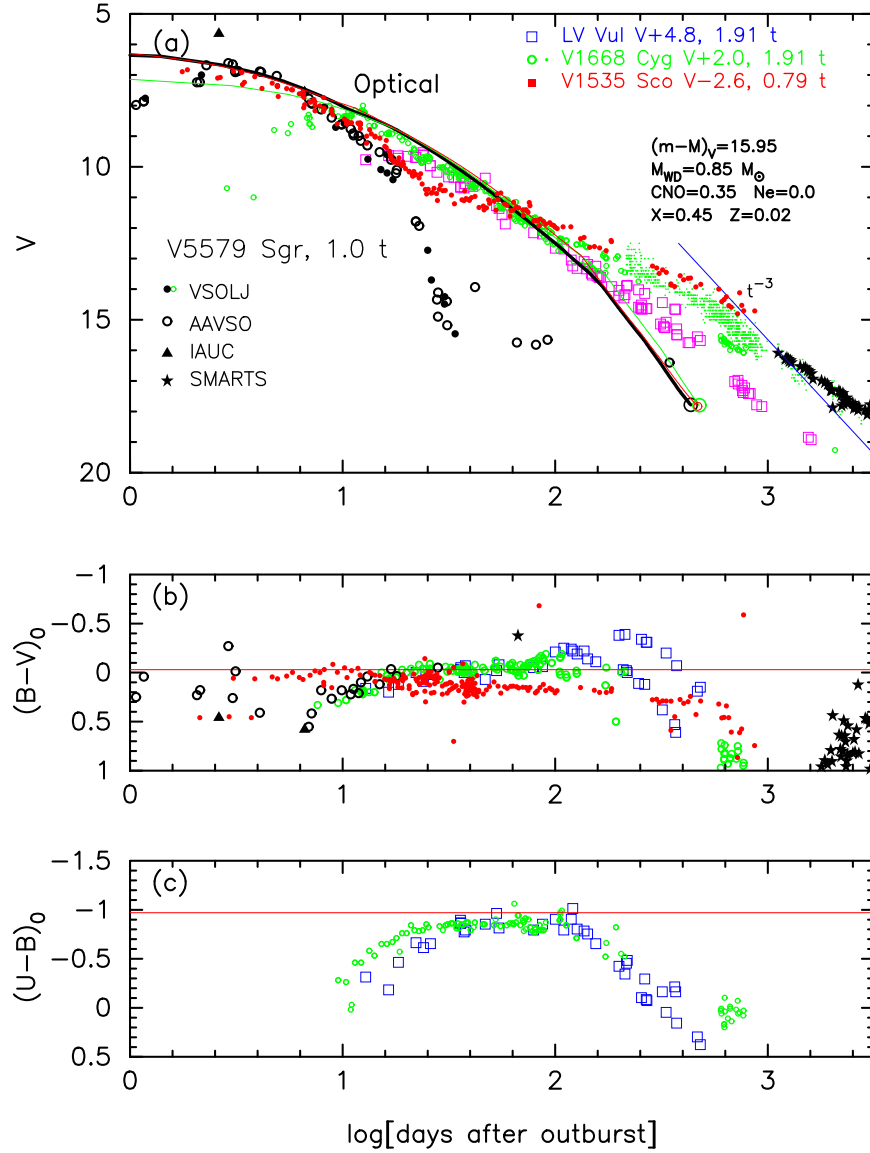 (a)
Optical
LV Vul V+4.8, 1.91 t
V1668 Cyg V+2.0, 1.91 t
V1535 Sco V−2.6, 0.79 t
(m−M)V=15.95
MWD=0.85 M⊙
CNO=0.35 Ne=0.0
X=0.45 Z=0.02
V5579 Sgr, 1.0 t
VSOLJ
AAVSO
IAUC
SMARTS
t−3
V
5
10
15
20
0
1
2
3
(b)
(B−V)0
−1
−0.5
0
0.5
1
0
1
2
3
(c)
(U−B)0
−1.5
−1
−0.5
0
0.5
0
1
2
3
log[days after outburst]